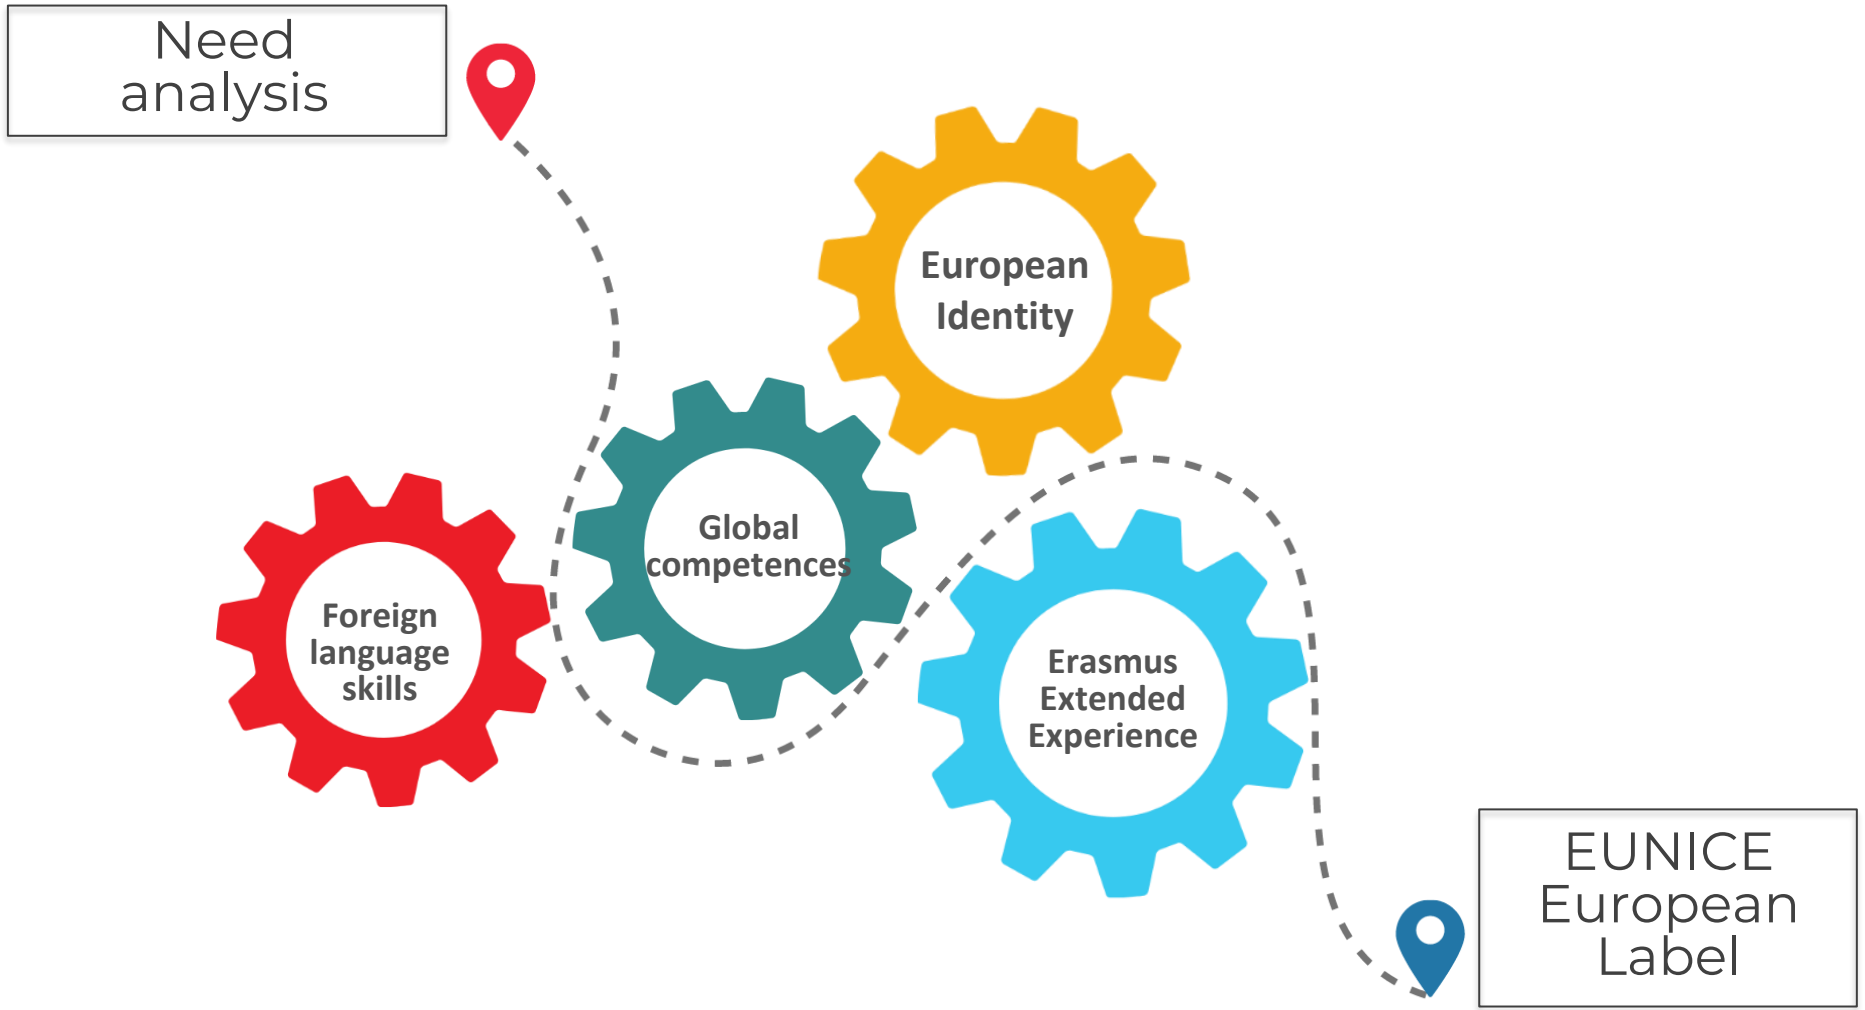 Need
analysis
European
Identity
Global
competences
Foreign
language
skills
Erasmus
Extended
Experience
EUNICE
European
Label